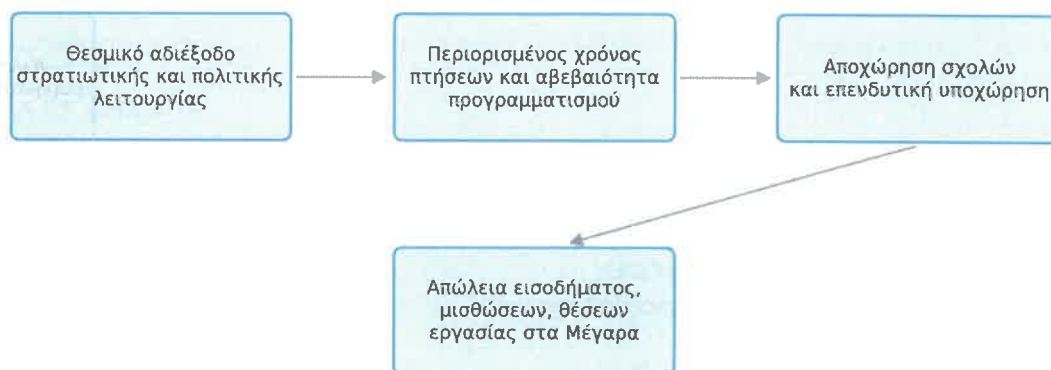 Θεσμικό αδιέξοδο
στρατιωτικής και πολιτικής
λειτουργίας
Περιορισμένος χρόνος
πτήσεων και αβεβαιότητα
προγραμματισμού
Αποχώρηση σχολών
και επενδυτική υποχώρηση
Απώλεια εισοδήματος,
μισθώσεων, θέσεων
εργασίας στα Μέγαρα